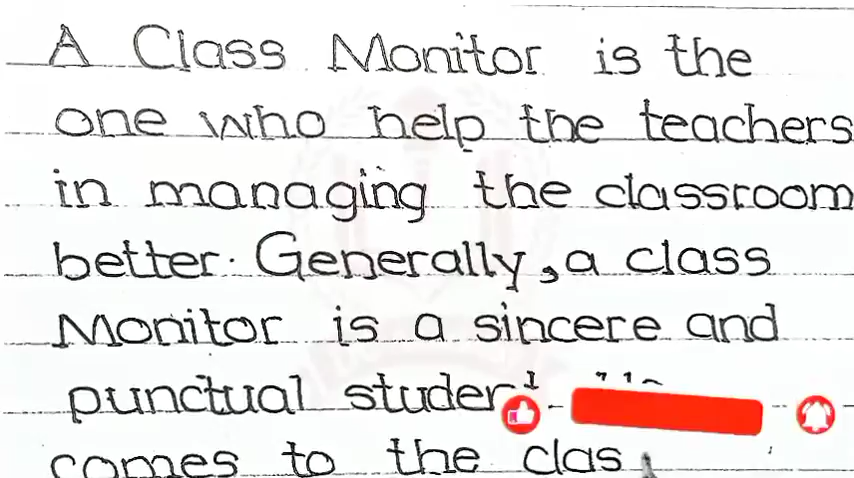 A Class Monitor is the
one who help the teachers
in managing the classroom
better. Generally, a class
Monitor is a sincere and
punctual student.
comes to the clas